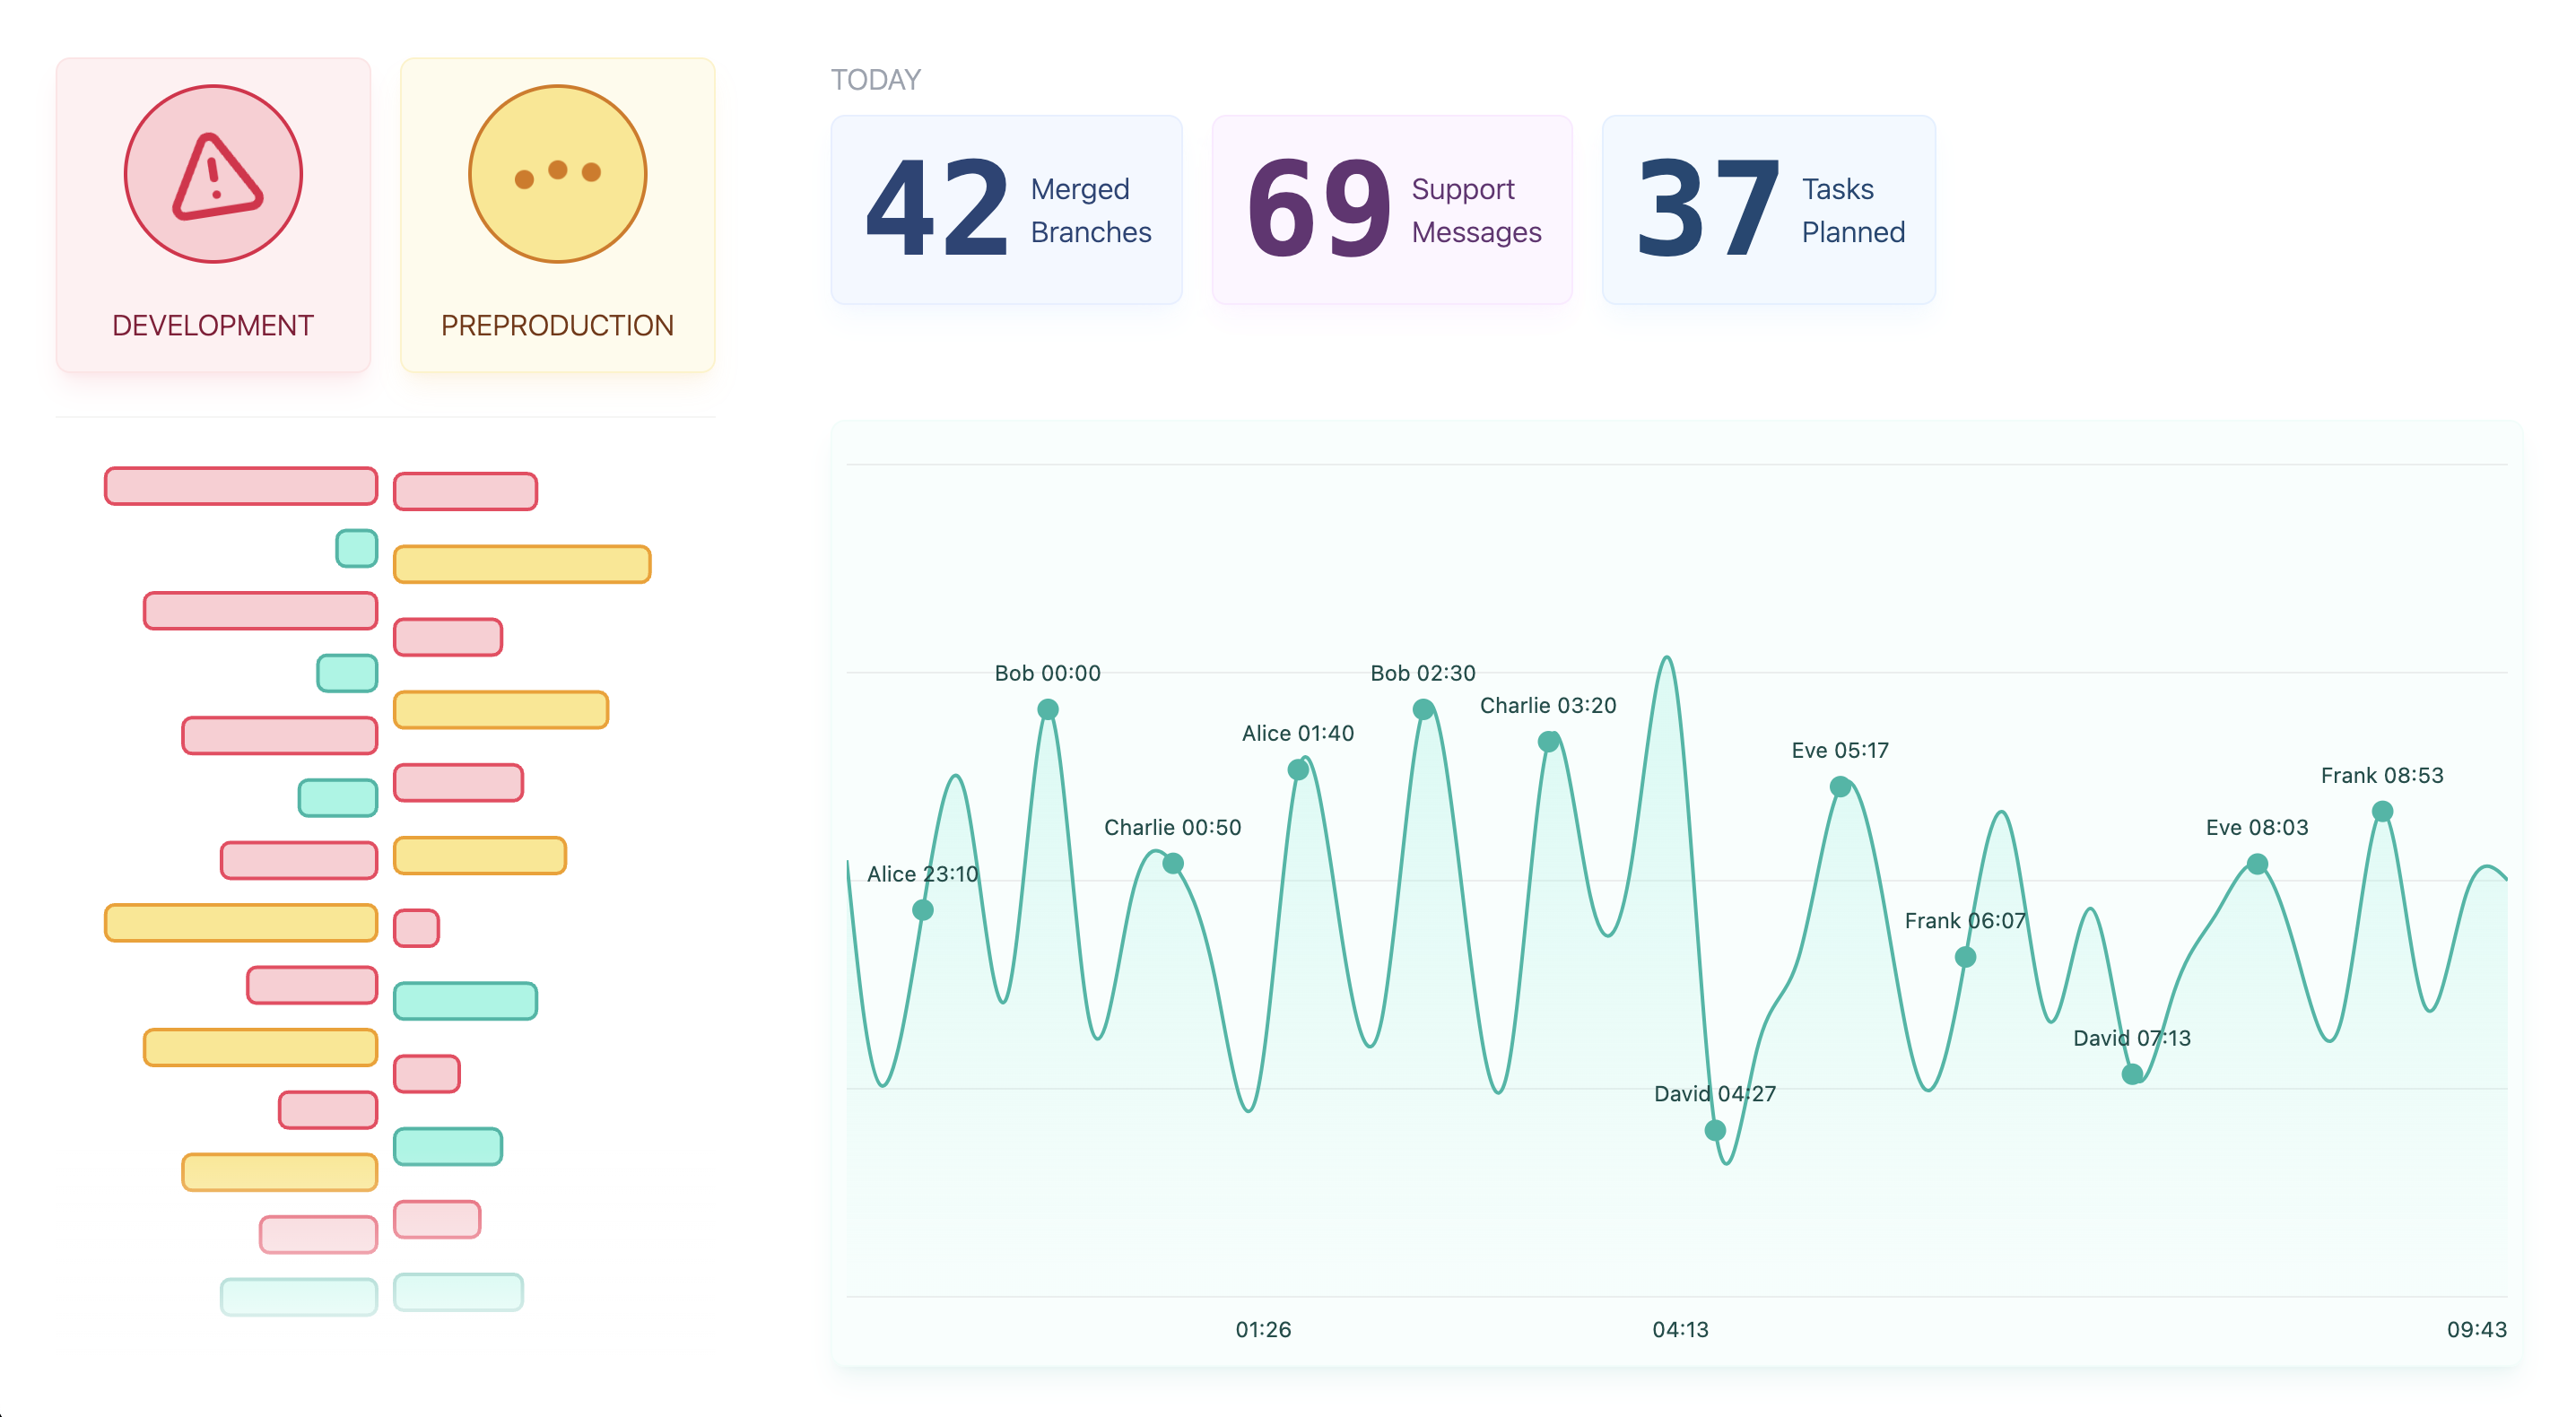 DEVELOPMENT
PREPRODUCTION
TODAY
42
Merged
Branches
69
Support
Messages
37
Tasks
Planned
Bob 00:00
Bob 02:30
Charlie 03:20
Alice 01:40
Eve 05:17
Frank 08:53
Charlie 00:50
Eve 08:03
Alice 23:10
Frank 06:07
David 07:13
David 04:27
01:26
04:13
09:43